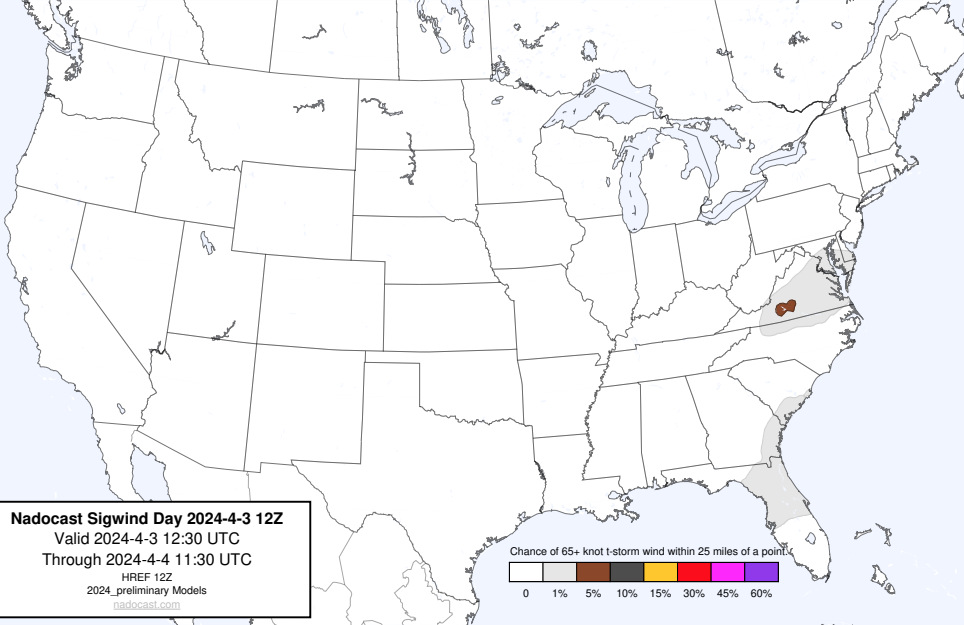 Nadocast Sigwind Day 2024-4-3 12Z
Valid 2024-4-3 12:30 UTC
Through 2024-4-4 11:30 UTC
HREF 12Z
2024_preliminary Models
nadocast.com
Chance of 65+ knot t-storm wind within 25 miles of a point.
0 1% 5% 10% 15% 30% 45% 60%